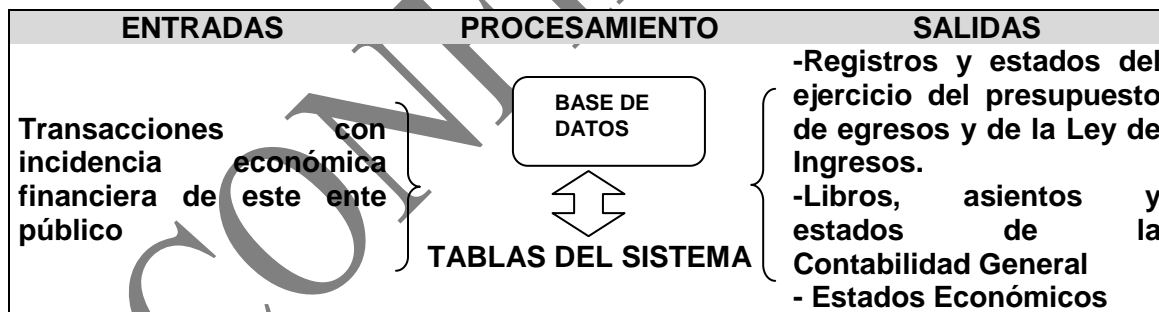 ENTRADAS PROCESAMIENTO SALIDAS
Transacciones con
incidencia económica
financiera de este ente
público
BASE DE
DATOS
TABLAS DEL SISTEMA
-Registros y estados del
ejercicio del presupuesto
de egresos y de la Ley de
Ingresos.
-Libros, asientos y
estados de la
Contabilidad General
- Estados Económicos
CON